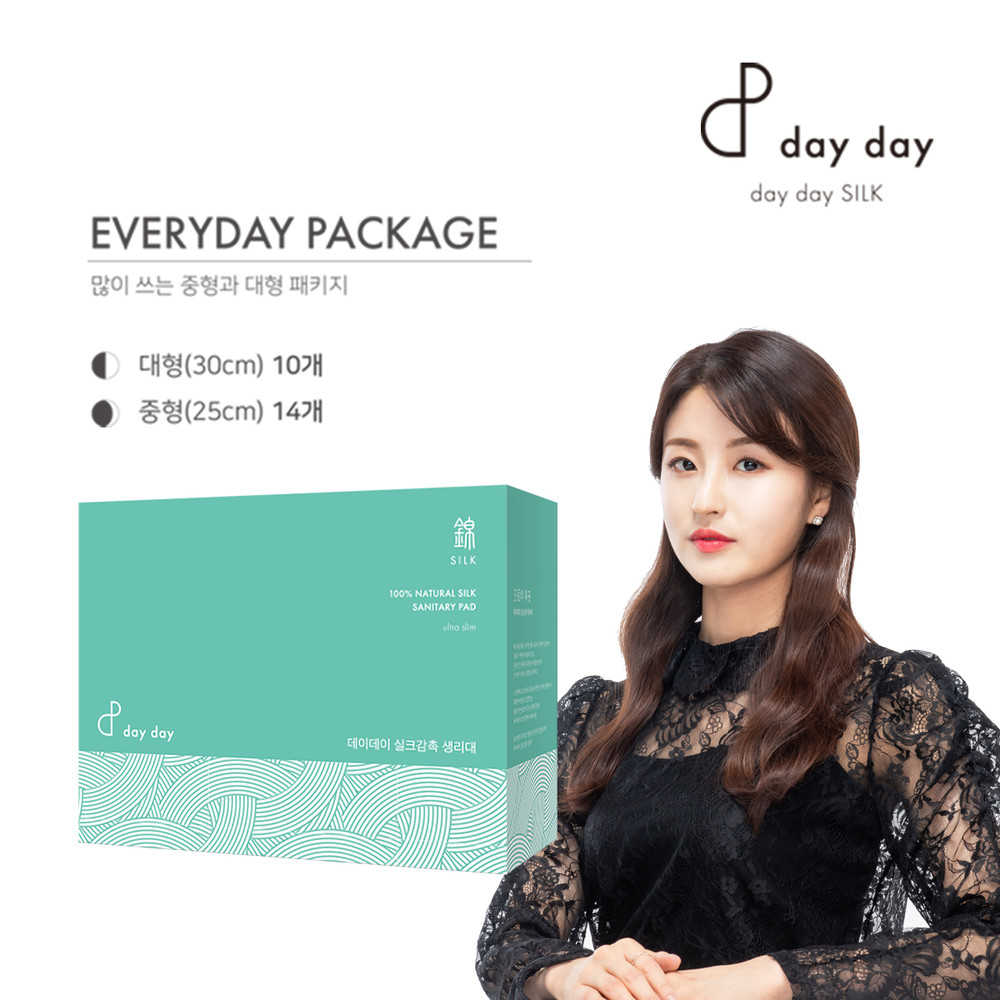 day day
day day SILK
EVERYDAY PACKAGE
많이 쓰는 중형과 대형 패키지
대형(30cm) 10개
중형(25cm) 14개
錦
SILK
100% NATURAL SILK
SANITARY PAD
ultra slim
day day
데이데이 실크감촉 생리대